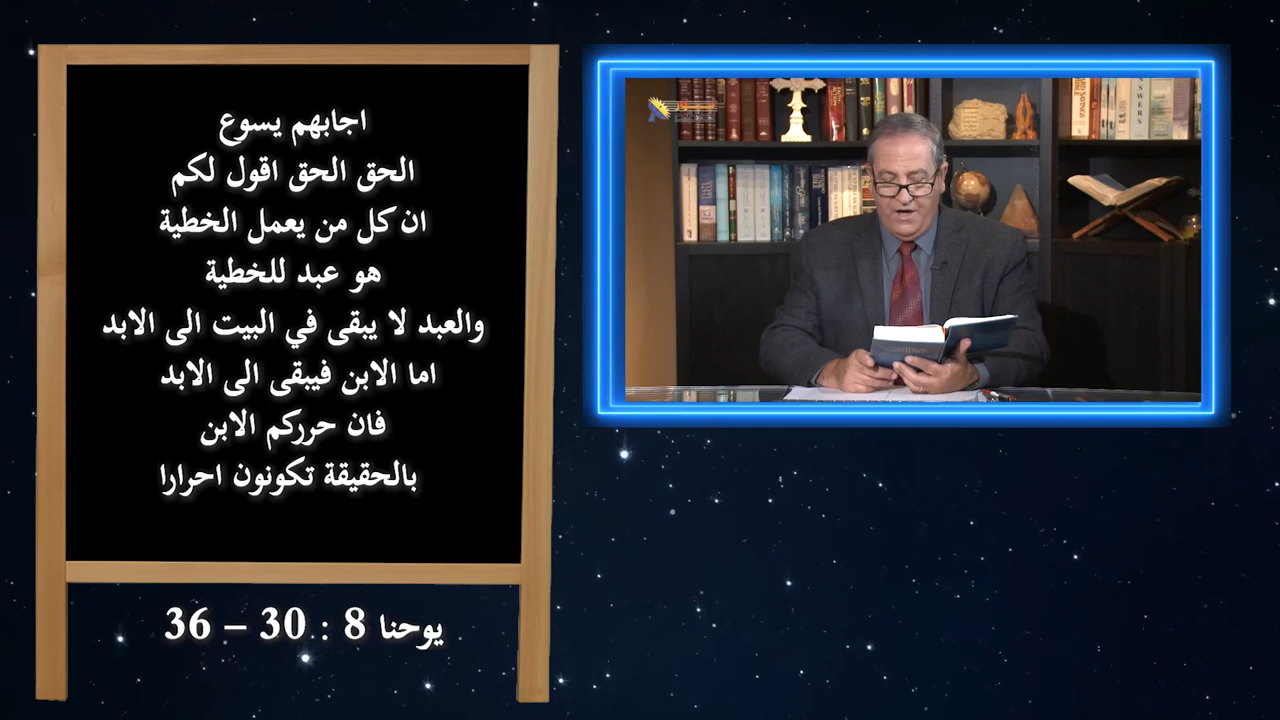 اجابهم يسوع
الحق الحق اقول لكم
ان كل من يعمل الخطية
هو عبد للخطية
والعبد لا يبقى في البيت الى الابد
اما الابن فيبقى الى الابد
فان حرركم الابن
بالحقيقة تكونون احرارا
يوحنا 8 : 30 – 36